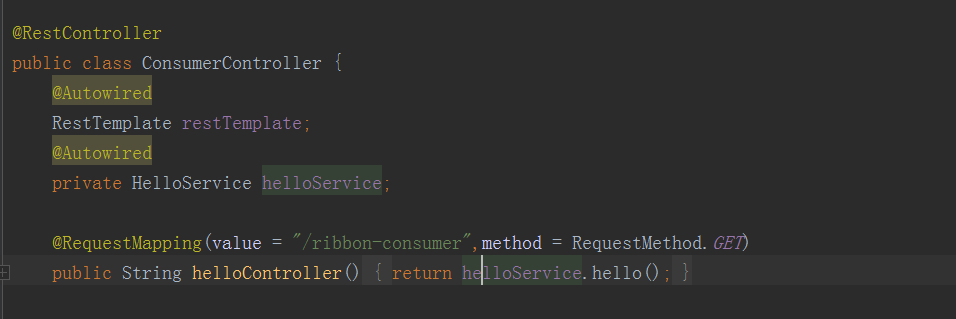 @RestController
public class ConsumerController {
@Autowired
RestTemplate restTemplate;
@Autowired
private HelloService helloService;
@RequestMapping(value = "/ribbon-consumer",method = RequestMethod.GET)
public String helloController() { return helloService.hello(); }